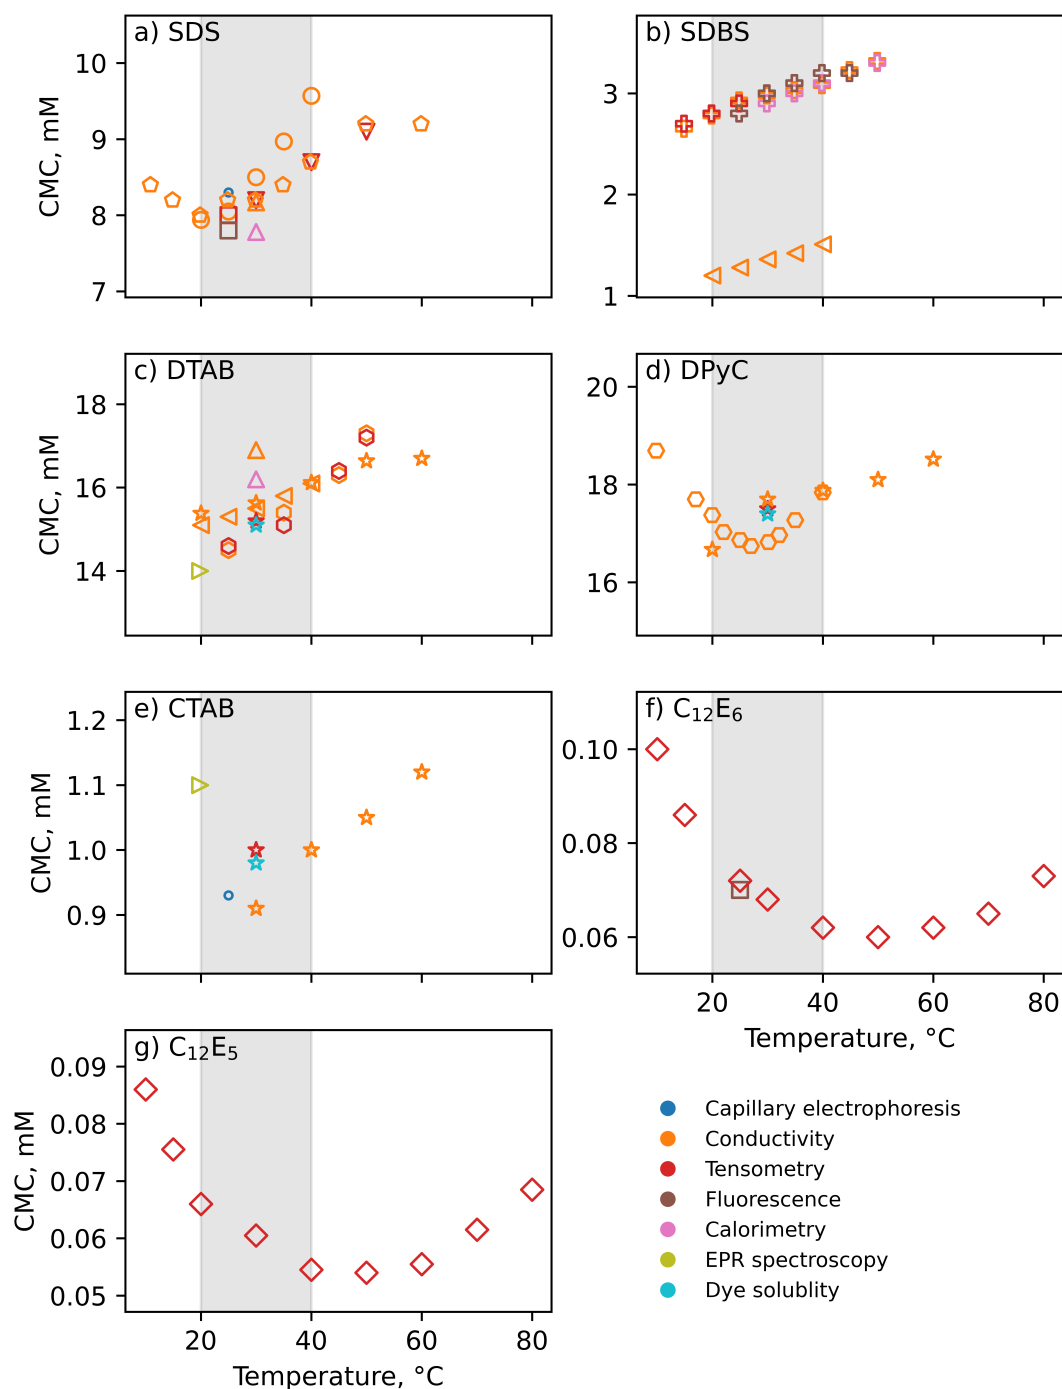 a) SDS
10
9
8
7
CMC, mM
b) SDBS
3
2
1
c) DTAB
18
16
14
CMC, mM
d) DPyC
20
18
16
e) CTAB
1.2
1.1
1.0
0.9
CMC, mM
f) C₁₂E₆
0.10
0.08
0.06
20 40 60 80
Temperature, °C
g) C₁₂E₅
0.09
0.08
0.07
0.06
0.05
CMC, mM
20 40 60 80
Temperature, °C
Capillary electrophoresis
Conductivity
Tensometry
Fluorescence
Calorimetry
EPR spectroscopy
Dye solublity